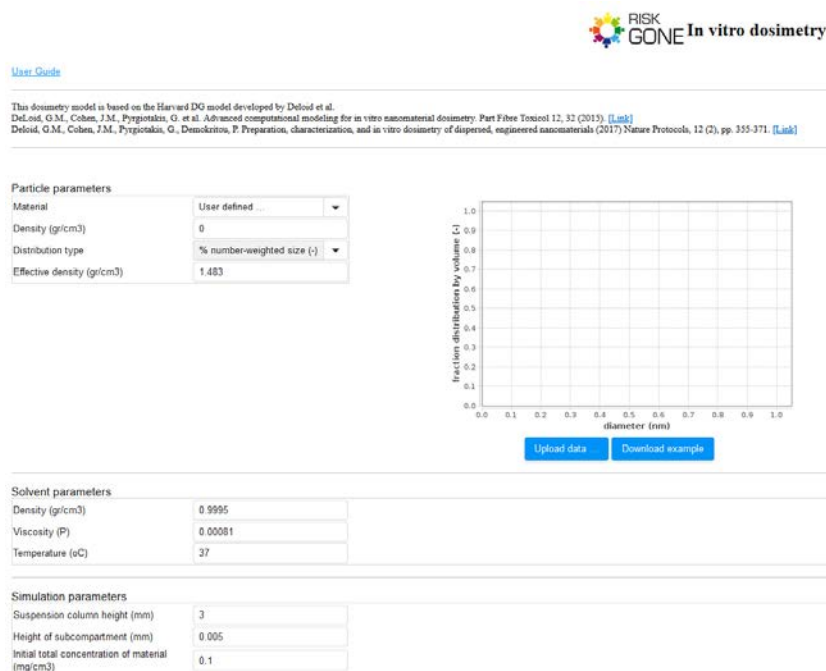 RISK
GONE In vitro dosimetry
User Guide
This dosimetry model is based on the Harvard DG model developed by Deloid et al.
DeLoid, G.M., Cohen, J.M., Pyrgiotakis, G. et al. Advanced computational modeling for in vitro nanomaterial dosimetry. Part Fibre Toxicol 12, 32 (2015). [Link]
Deloid, G.M., Cohen, J.M., Pyrgiotakis, G., Demokritos, P. Preparation, characterization, and in vitro dosimetry of dispersed, engineered nanomaterials (2017) Nature Protocols, 12 (2), pp. 355-371. [Link]
Particle parameters
Material User defined ...
Density (gr/cm3) 0
Distribution type % number-weighted size (-)
Effective density (gr/cm3) 1.483
fraction distribution by volume (-)
1.0
0.9
0.8
0.7
0.6
0.5
0.4
0.3
0.2
0.1
0.0
0.0 0.1 0.2 0.3 0.4 0.5 0.6 0.7 0.8 0.9 1.0
diameter (nm)
Upload data ... Download example
Solvent parameters
Density (gr/cm3) 0.9995
Viscosity (P) 0.00081
Temperature (oC) 37
Simulation parameters
Suspension column height (mm) 3
Height of subcompartment (mm) 0.005
Initial total concentration of material
(mg/cm3) 0.1